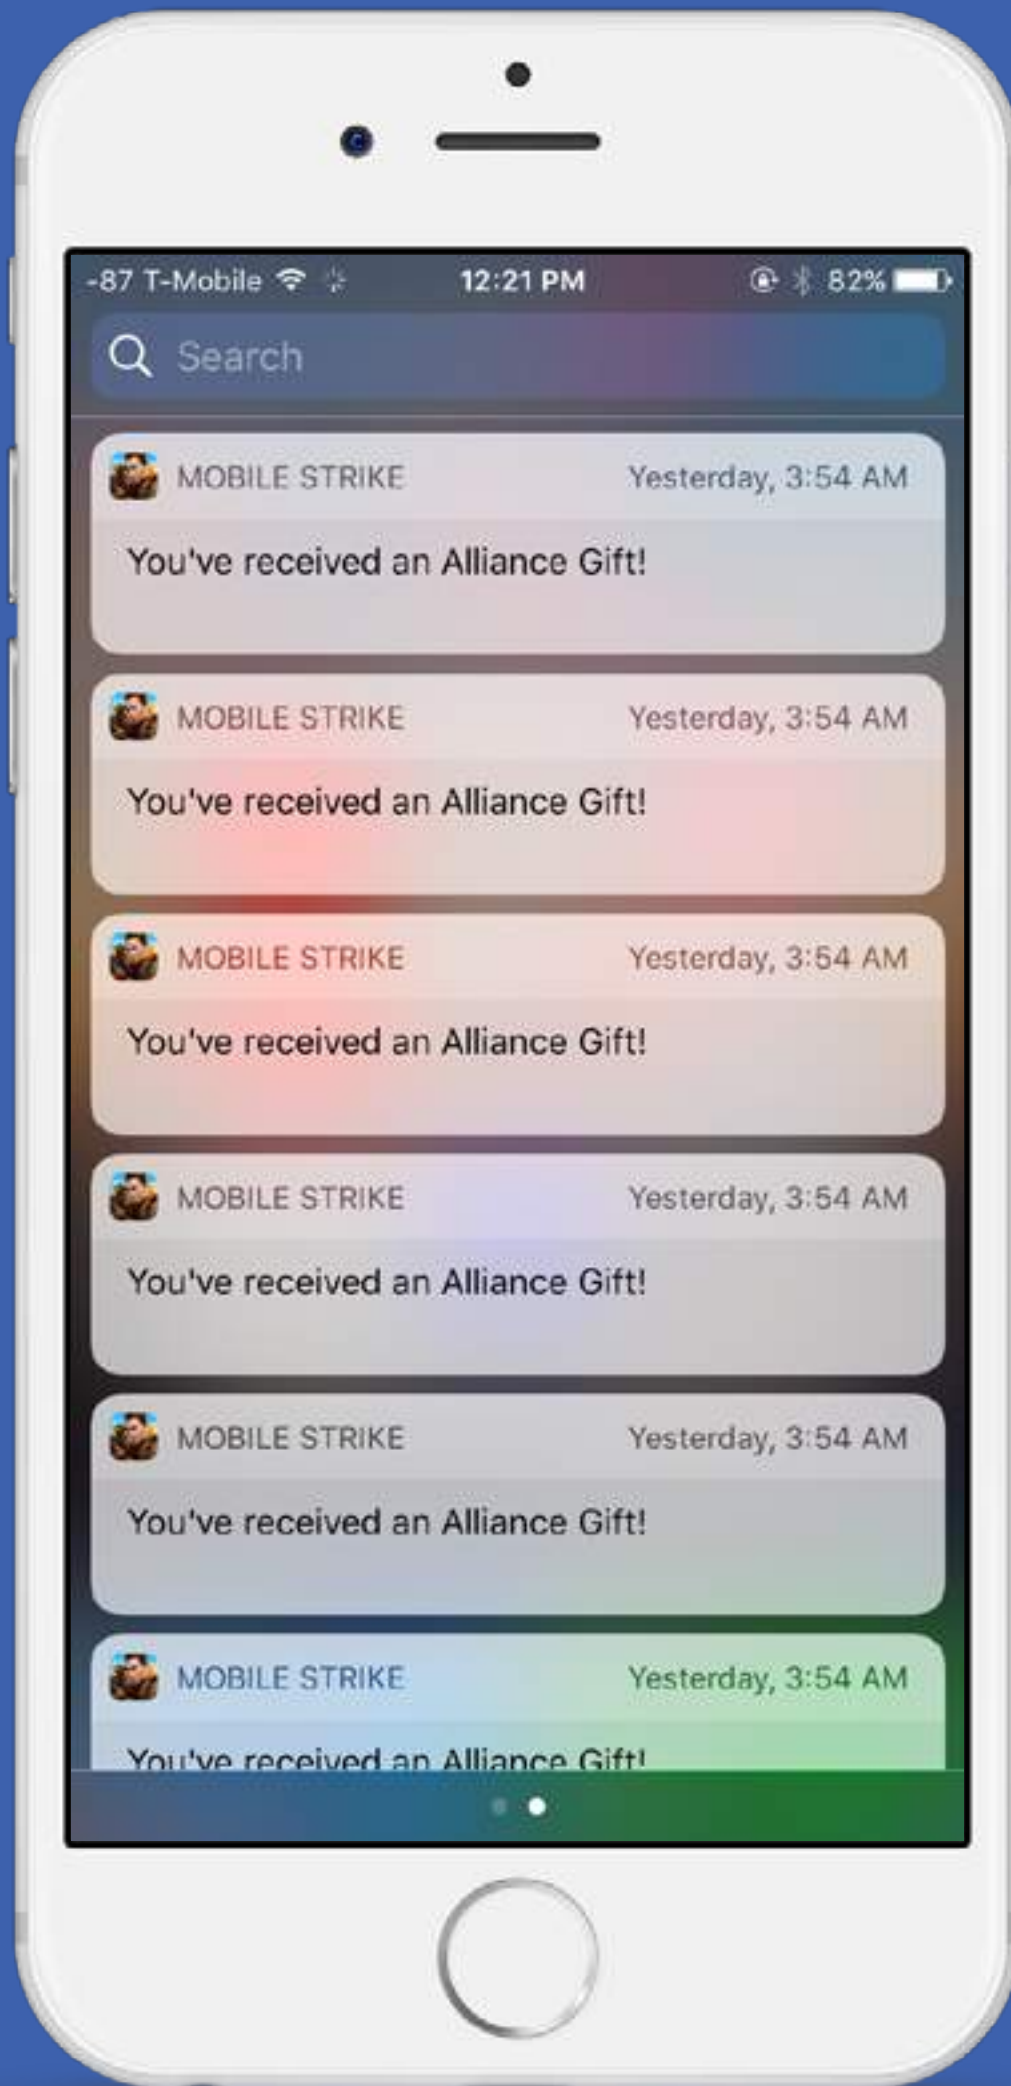 -87 T-Mobile 12:21 PM 82%
Search
MOBILE STRIKE Yesterday, 3:54 AM
You've received an Alliance Gift!
MOBILE STRIKE Yesterday, 3:54 AM
You've received an Alliance Gift!
MOBILE STRIKE Yesterday, 3:54 AM
You've received an Alliance Gift!
MOBILE STRIKE Yesterday, 3:54 AM
You've received an Alliance Gift!
MOBILE STRIKE Yesterday, 3:54 AM
You've received an Alliance Gift!
MOBILE STRIKE Yesterday, 3:54 AM
You've received an Alliance Gift!